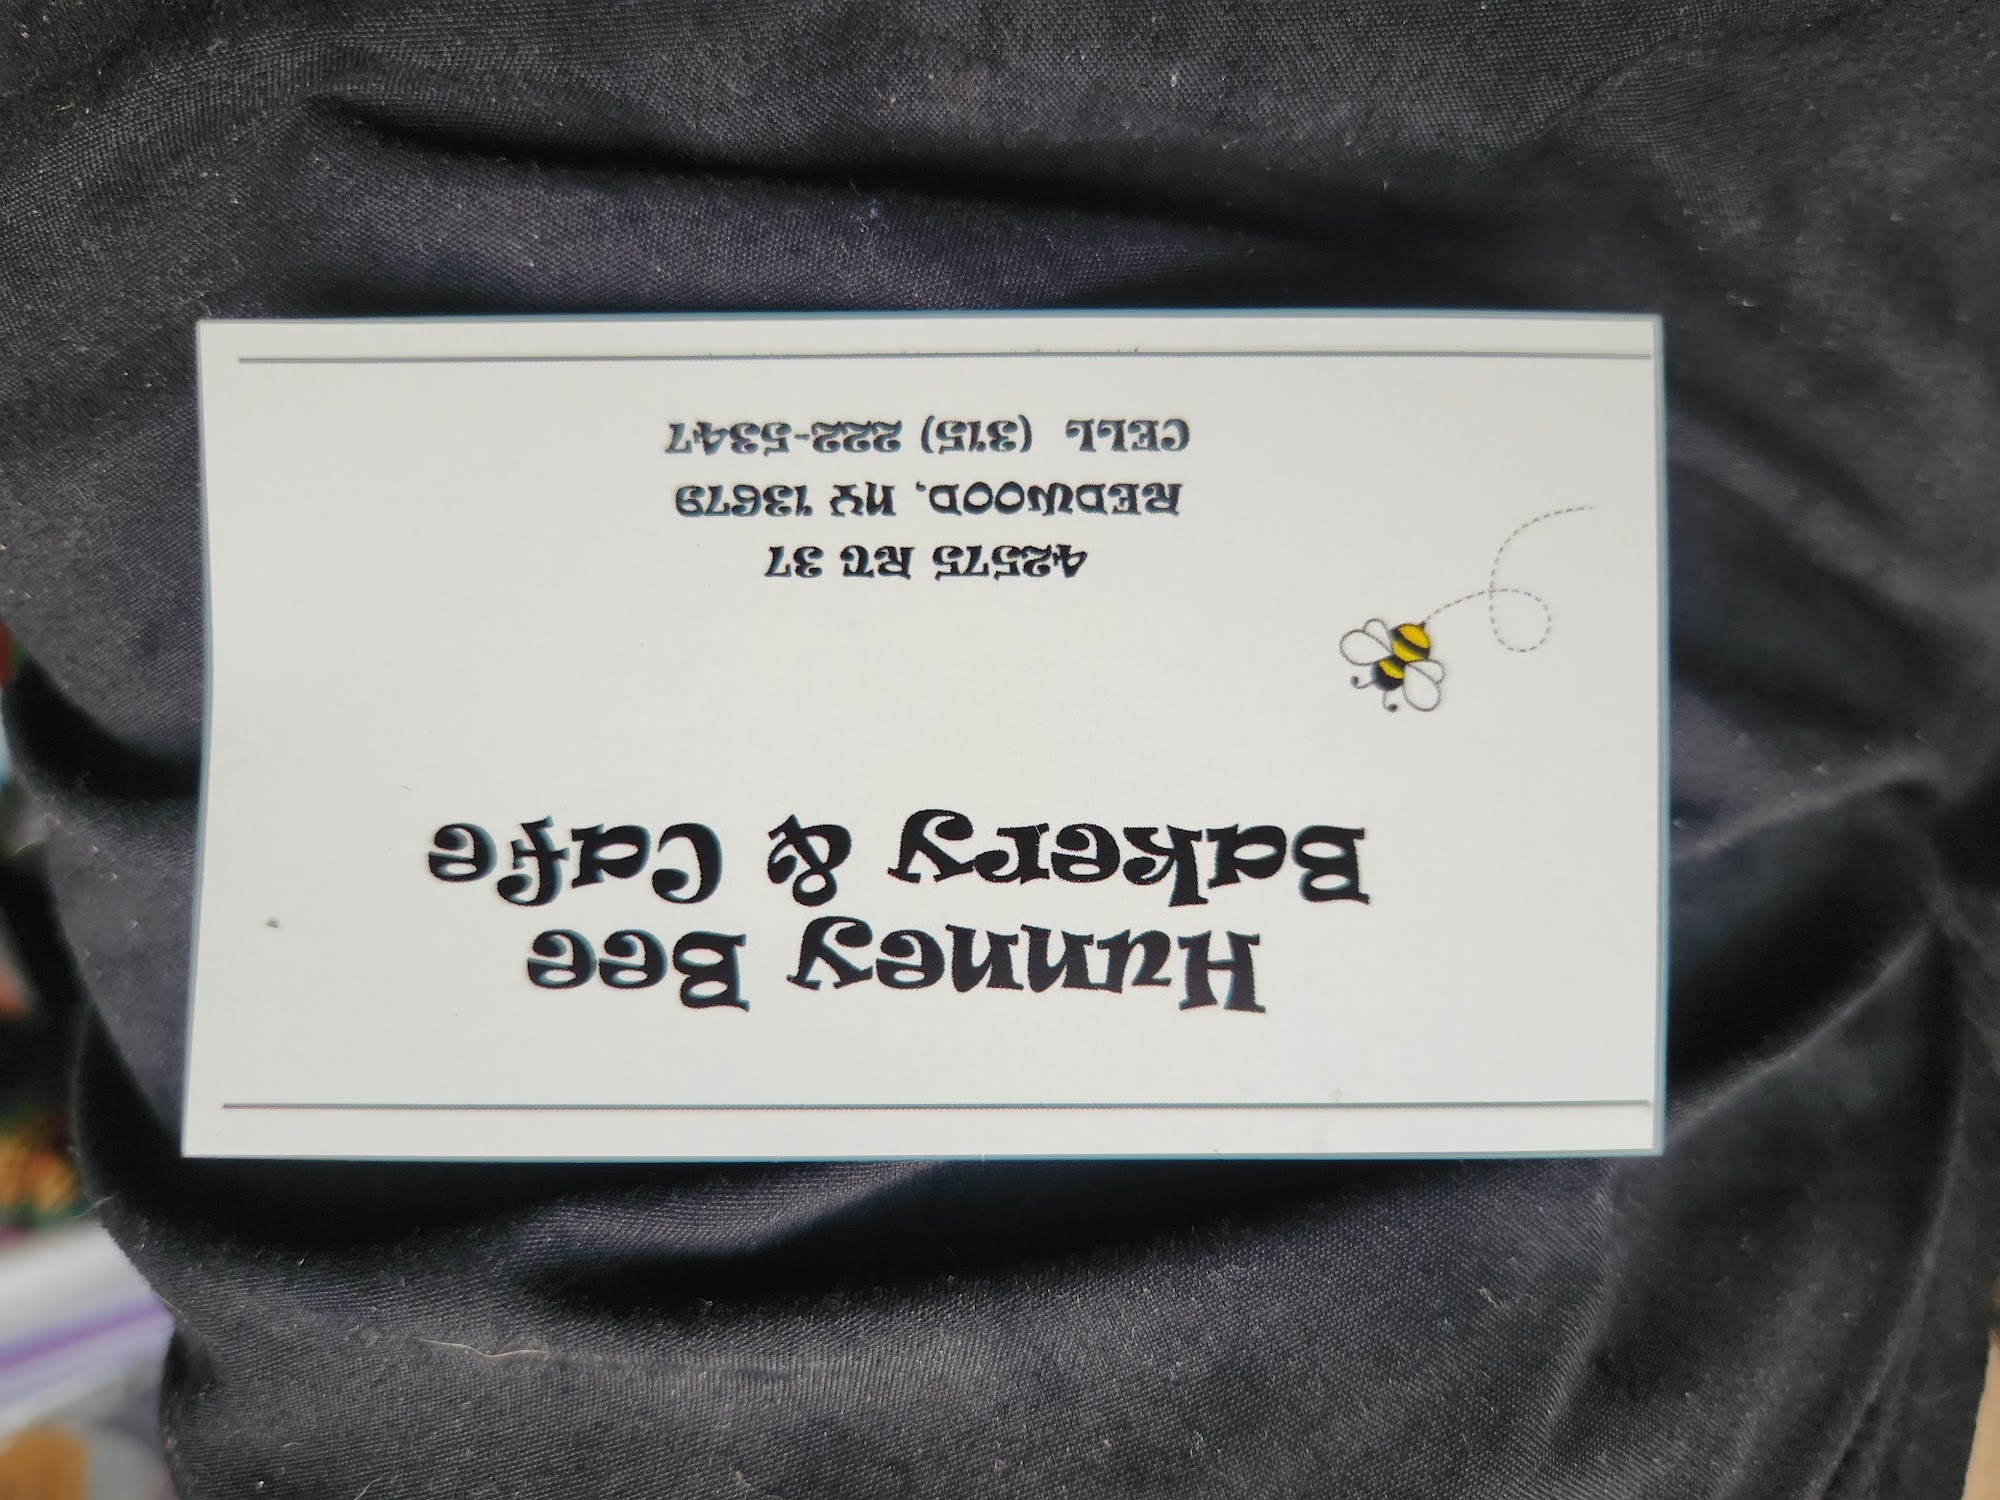 Hunney Bee
Bakery & Cafe
42575 RT 37
REDWOOD, NY 13679
CELL (315) 222-5347